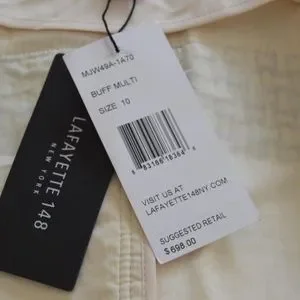 MJW49A-1A70
BUFF MULTI
SIZE 10
VISIT US AT:
LAFAYETTE148NY.COM
SUGGESTED RETAIL
$698.00
LAFAYETTE 148
NEW YORK